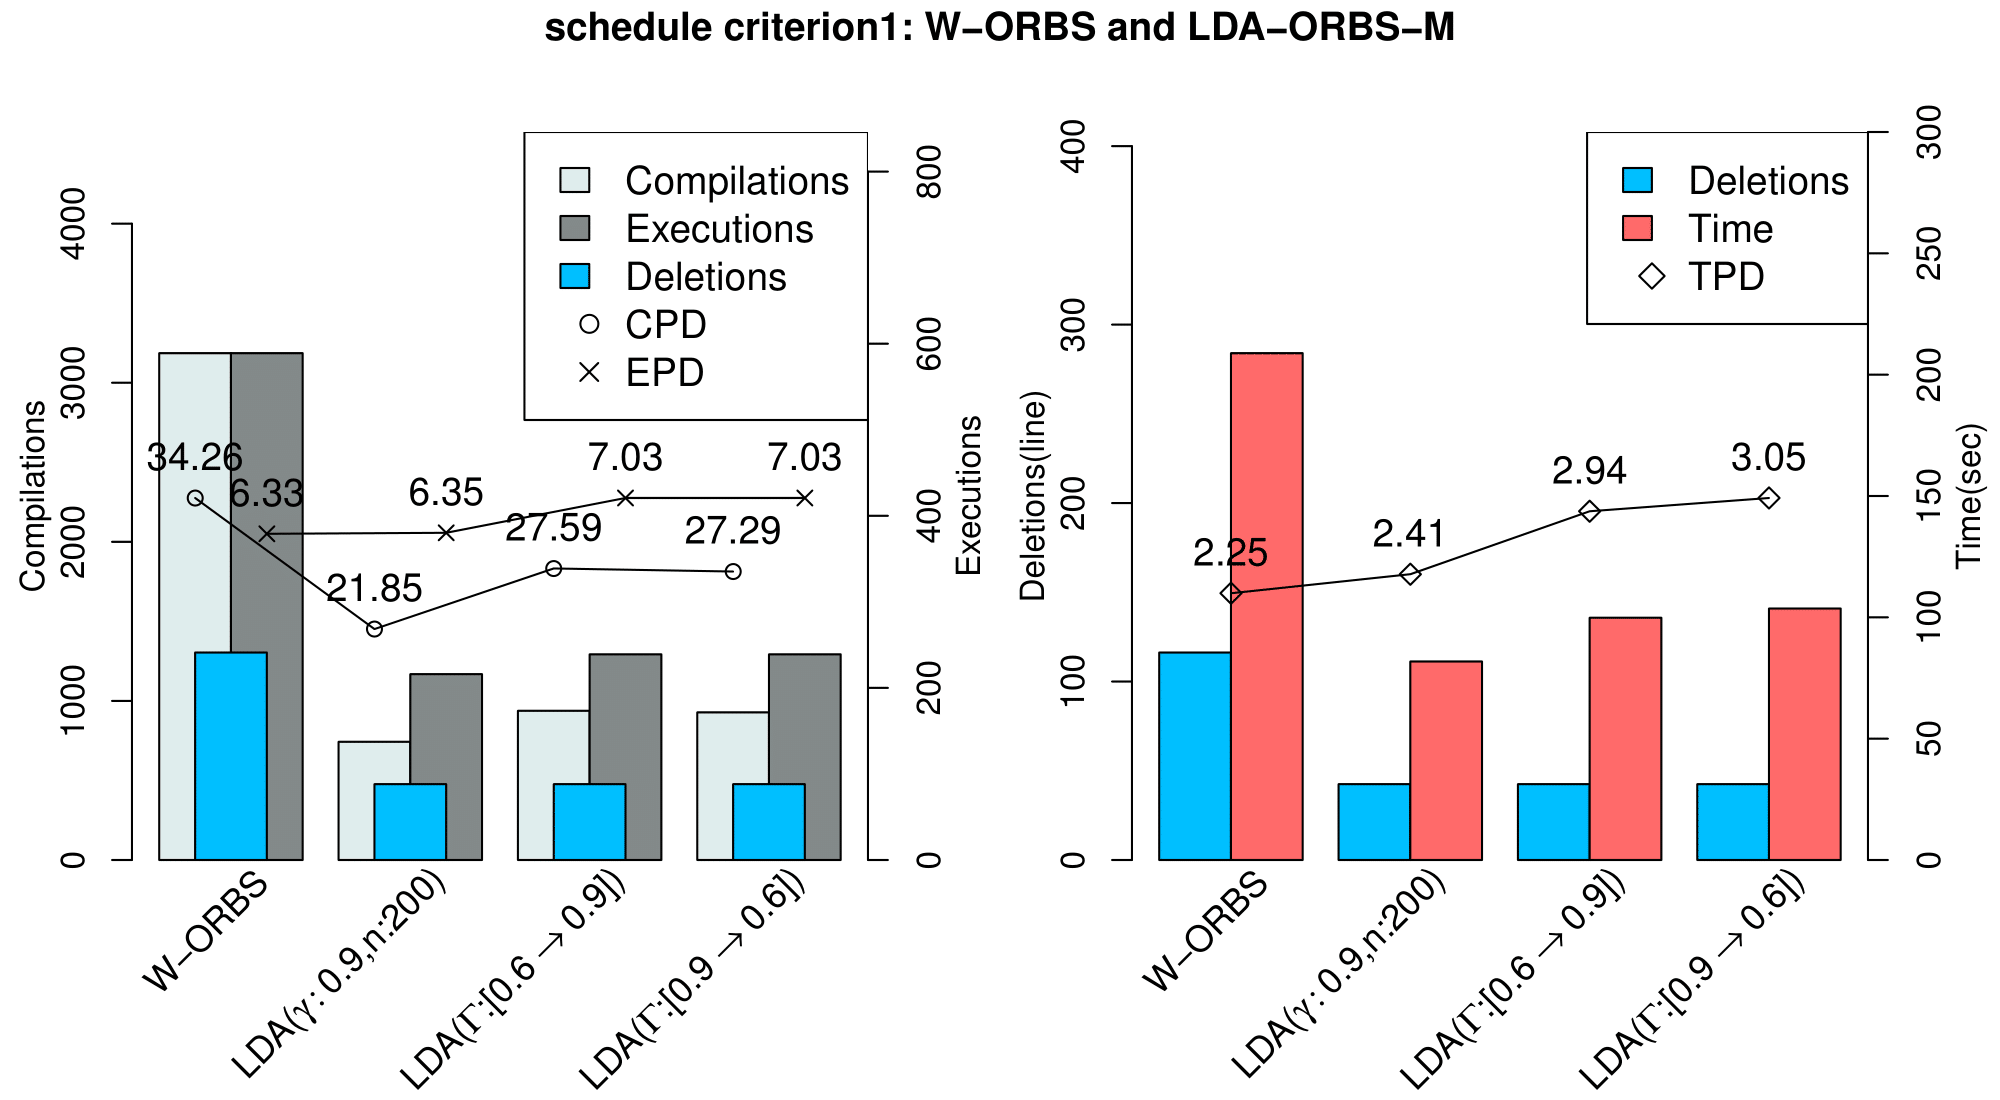 schedule criterion1: W−ORBS and LDA−ORBS−M
Compilations
0
1000
2000
3000
4000
Compilations
Executions
Deletions
CPD
EPD
34.26
6.33
21.85
6.35
27.59
7.03
27.29
7.03
0
200
400
600
800
Executions
W−ORBS
LDA(γ: 0.9,n:200)
LDA(Γ:[0.6 → 0.9])
LDA(Γ:[0.9 → 0.6])
Deletions(line)
0
100
200
300
400
Deletions
Time
TPD
2.25
2.41
2.94
3.05
0
50
100
150
200
250
300
Time(sec)
W−ORBS
LDA(γ: 0.9,n:200)
LDA(Γ:[0.6 → 0.9])
LDA(Γ:[0.9 → 0.6])